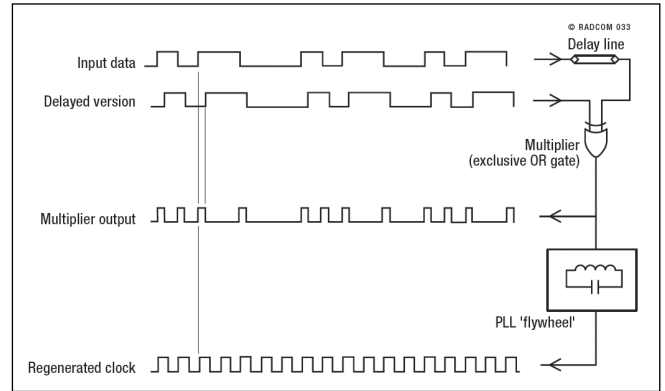 © RADCOM 033
Delay line
Input data
Delayed version
Multiplier
(exclusive OR gate)
Multiplier output
PLL 'flywheel'
Regenerated clock